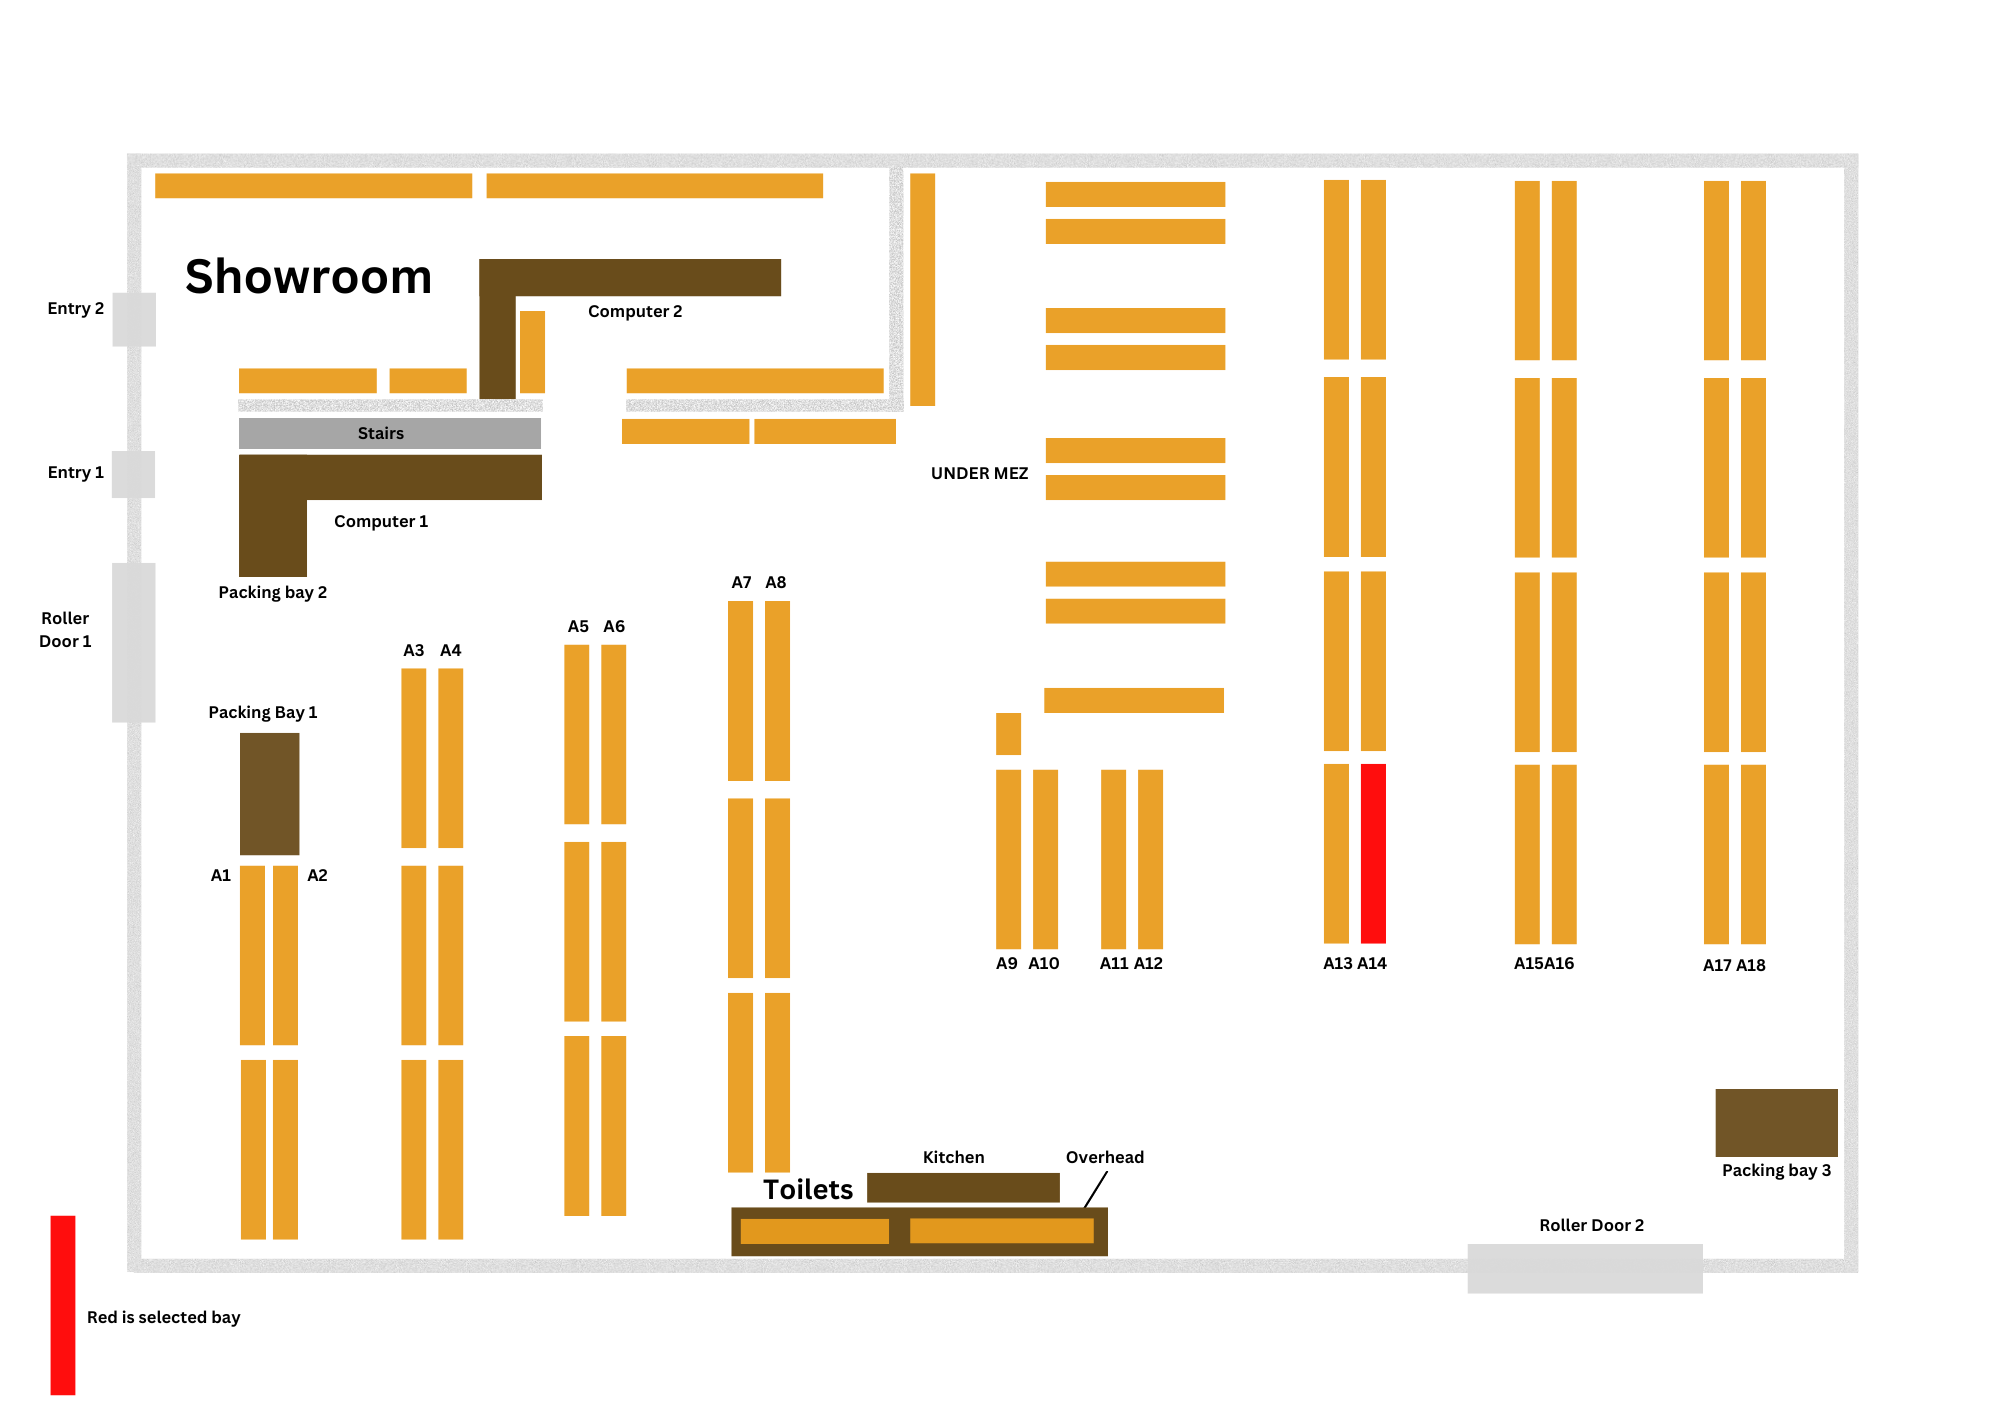 Showroom
Entry 2
Computer 2
Stairs
Entry 1
UNDER MEZ
Computer 1
Packing bay 2
A7 A8
Roller
Door 1
A5 A6
A3 A4
Packing Bay 1
A1 A2
A9 A10 A11 A12 A13 A14 A15A16 A17 A18
Kitchen
Overhead
Packing bay 3
Toilets
Roller Door 2
Red is selected bay